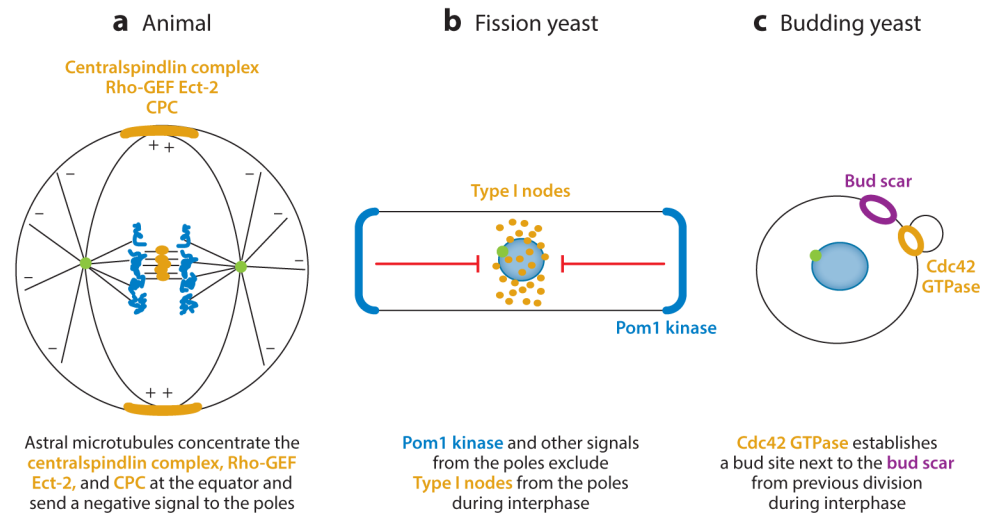 a Animal
Centralspindlin complex
Rho-GEF Ect-2
CPC
+ +
−
−
−
−
−
−
−
+ +
Astral microtubules concentrate the
centralspindlin complex, Rho-GEF
Ect-2, and CPC at the equator and
send a negative signal to the poles
b Fission yeast
Type I nodes
Pom1 kinase
Pom1 kinase and other signals
from the poles exclude
Type I nodes from the poles
during interphase
c Budding yeast
Bud scar
Cdc42
GTPase
Cdc42 GTPase establishes
a bud site next to the bud scar
from previous division
during interphase